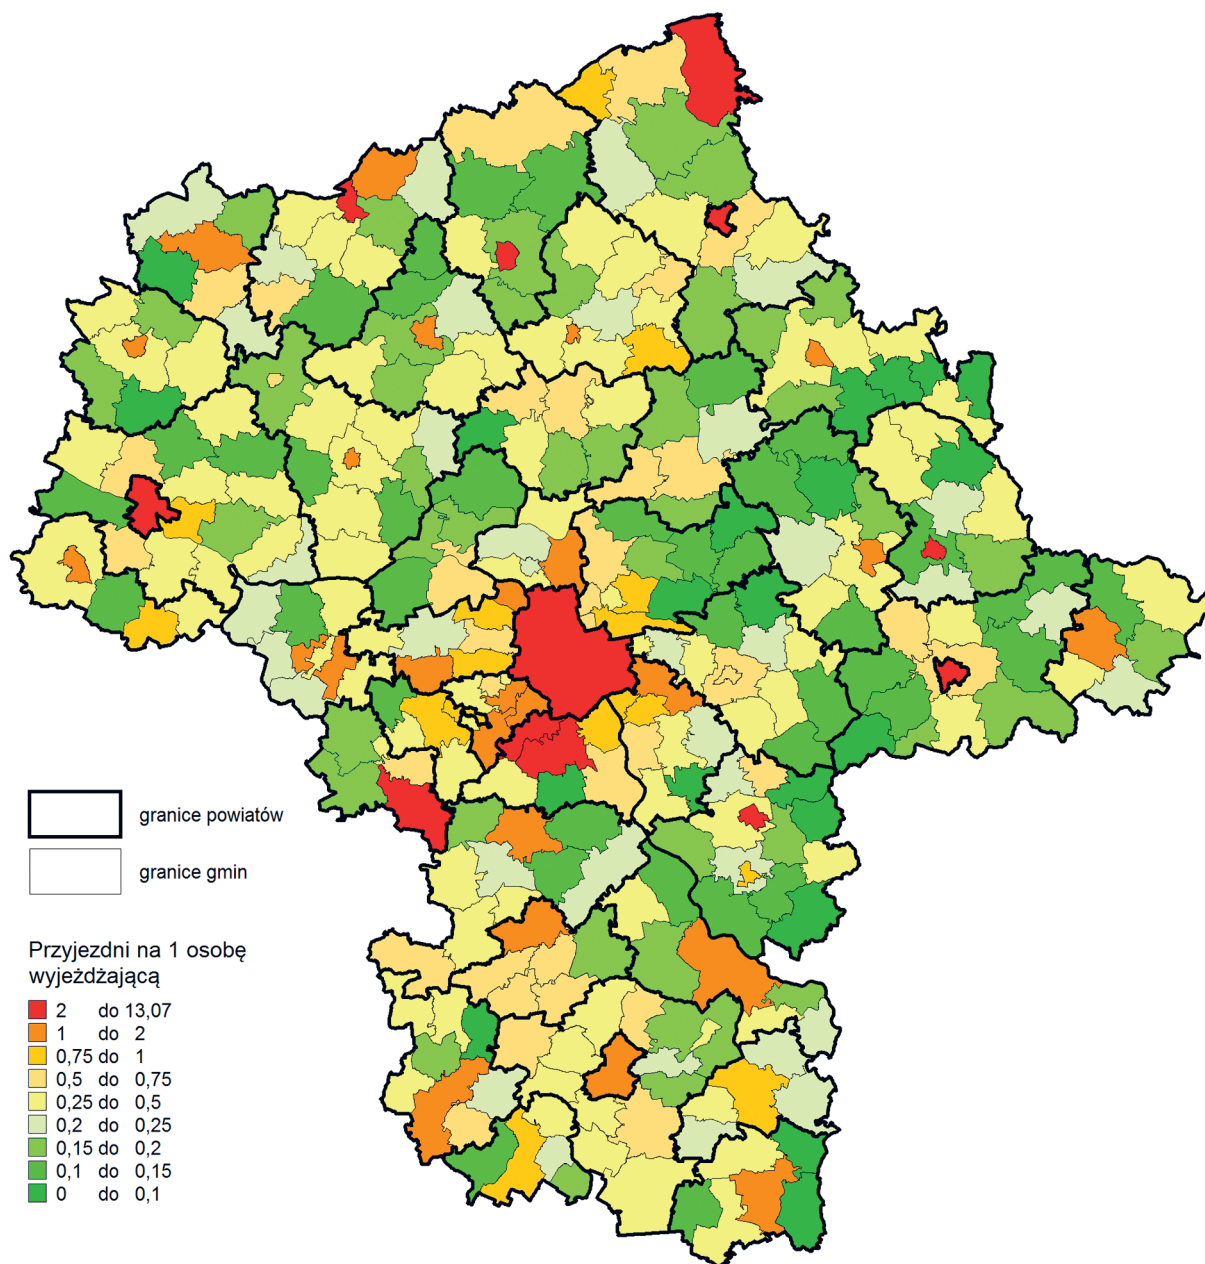 granice powiatów
granice gmin
Przyjezdni na 1 osobę
wyjeżdżającą
2 do 13,07
1 do 2
0,75 do 1
0,5 do 0,75
0,25 do 0,5
0,2 do 0,25
0,15 do 0,2
0,1 do 0,15
0 do 0,1